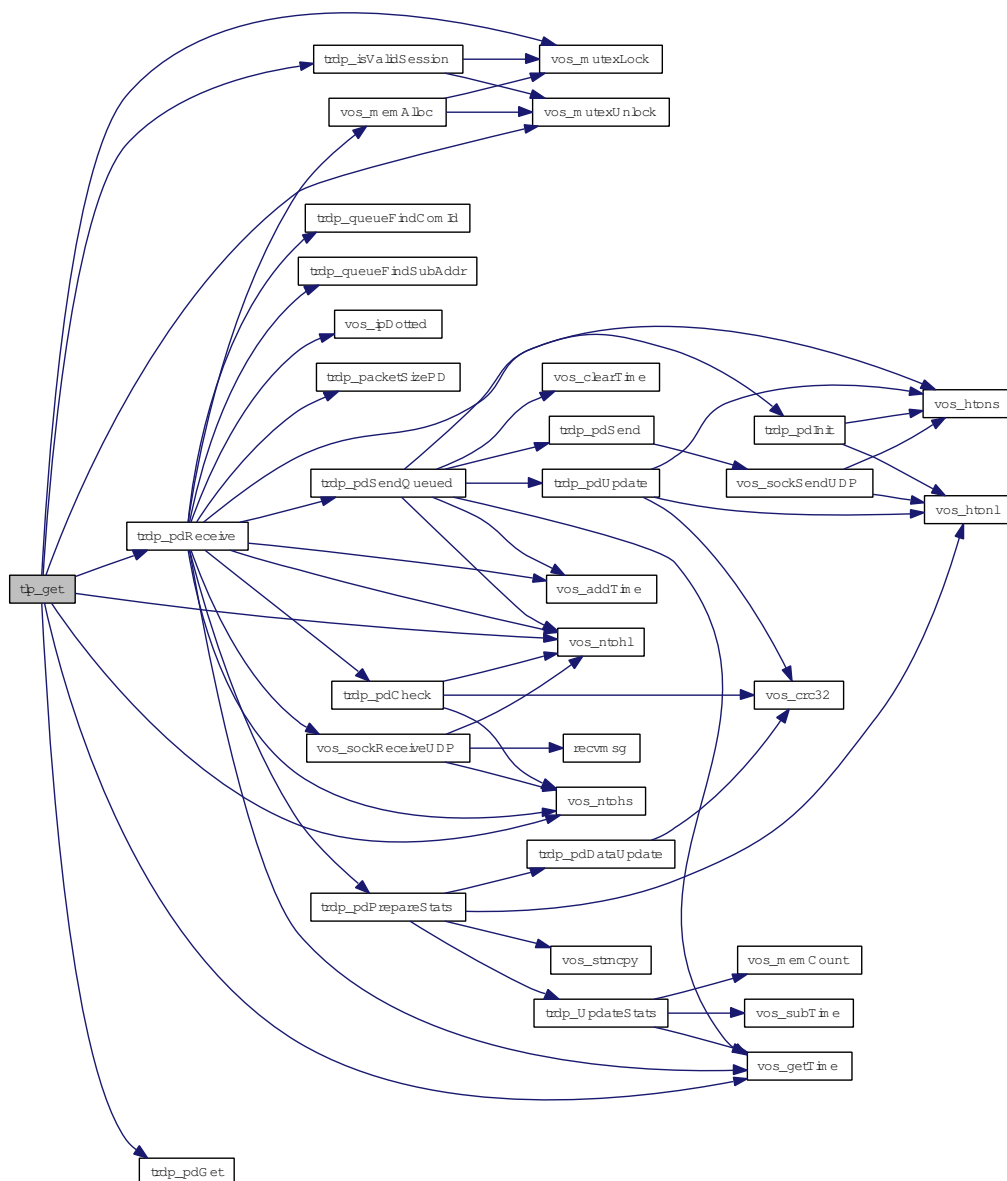 trdp_isValidSession
vos_mutexLock
vos_memAlloc
vos_mutexUnlock
trdp_queueFindComId
trdp_queueFindSubAddr
vos_ipDotted
trdp_packetSizePD
vos_clearTime
vos_htons
trdp_pdSend
trdp_pdInit
trdp_pdSendQueued
trdp_pdUpdate
vos_sockSendUDP
vos_htonl
trdp_pdReceive
tlp_get
vos_addTime
vos_ntohl
trdp_pdCheck
vos_crc32
vos_sockReceiveUDP
recvmsg
vos_ntohs
trdp_pdDataUpdate
trdp_pdPrepareStats
vos_strncpy
vos_memCount
trdp_UpdateStats
vos_subTime
vos_getTime
trdp_pdGet